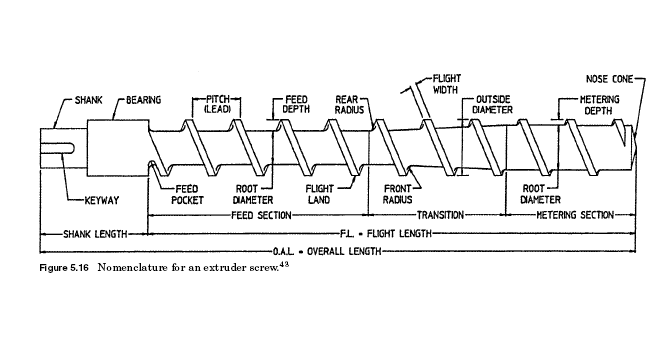 FLIGHT WIDTH
NOSE CONE
SHANK
BEARING
PITCH (LEAD)
FEED DEPTH
REAR RADIUS
OUTSIDE DIAMETER
METERING DEPTH
KEYWAY
FEED POCKET
ROOT DIAMETER
FLIGHT LAND
FRONT RADIUS
ROOT DIAMETER
FEED SECTION
TRANSITION
METERING SECTION
SHANK LENGTH
F.L. = FLIGHT LENGTH
O.A.L. = OVERALL LENGTH
Figure 5.16 Nomenclature for an extruder screw.43